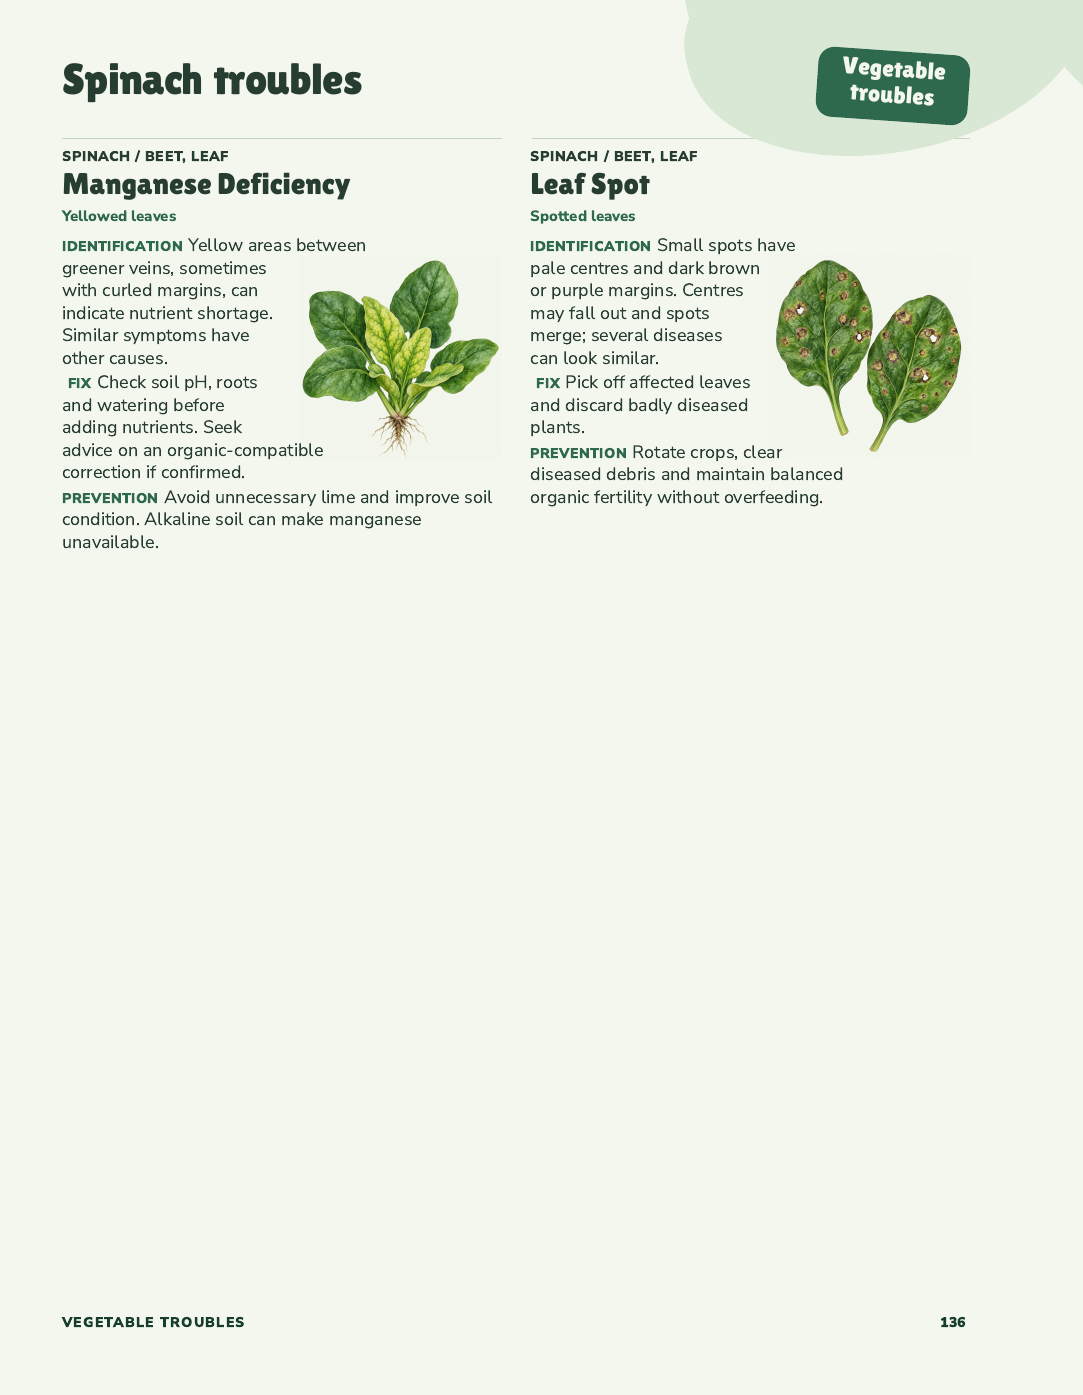 Spinach troubles
Vegetable
troubles
SPINACH / BEET, LEAF
Manganese Deficiency
Yellowed leaves
IDENTIFICATION Yellow areas between
greener veins, sometimes
with curled margins, can
indicate nutrient shortage.
Similar symptoms have
other causes.
FIX Check soil pH, roots
and watering before
adding nutrients. Seek
advice on an organic-compatible
correction if confirmed.
PREVENTION Avoid unnecessary lime and improve soil
condition. Alkaline soil can make manganese
unavailable.
SPINACH / BEET, LEAF
Leaf Spot
Spotted leaves
IDENTIFICATION Small spots have
pale centres and dark brown
or purple margins. Centres
may fall out and spots
merge; several diseases
can look similar.
FIX Pick off affected leaves
and discard badly diseased
plants.
PREVENTION Rotate crops, clear
diseased debris and maintain balanced
organic fertility without overfeeding.
VEGETABLE TROUBLES
136